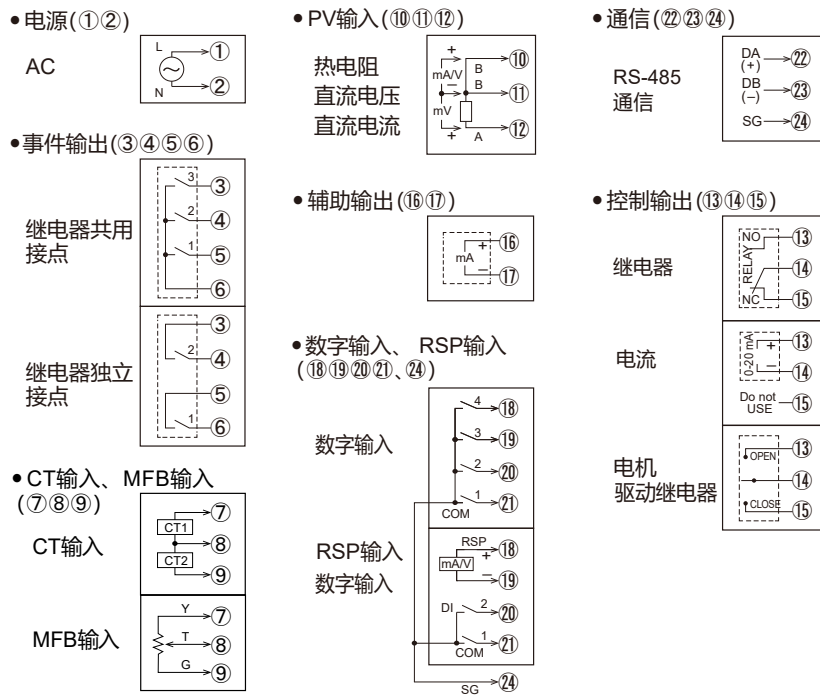 •电源(①②)
AC
L
N
①
②
•事件输出(③④⑤⑥)
继电器共用
接点
3
③
2
④
1
⑤
⑥
继电器独立
接点
③
2
④
⑤
1
⑥
•CT输入、MFB输入
(⑦⑧⑨)
CT输入
CT1
CT2
⑦
⑧
⑨
MFB输入
Y
T
G
⑦
⑧
⑨
•PV输入(⑩⑪⑫)
热电阻
直流电压
直流电流
+
mA/V
−
mV
+
B
B
A
⑩
⑪
⑫
•辅助输出(⑯⑰)
mA
+
−
⑯
⑰
•数字输入、 RSP输入
(⑱⑲⑳㉑、㉔)
数字输入
4
⑱
3
⑲
2
⑳
1
㉑
COM
RSP输入
数字输入
RSP
mA/V
+
−
⑱
⑲
DI
2
⑳
1
㉑
COM
SG
㉔
•通信(㉒㉓㉔)
RS-485
通信
DA
(+)
㉒
DB
(−)
㉓
SG
㉔
•控制输出(⑬⑭⑮)
继电器
NO
RELAY
NC
⑬
⑭
⑮
电流
0-20 mA
+
−
⑬
⑭
Do not
USE
⑮
电机
驱动继电器
OPEN
CLOSE
⑬
⑭
⑮